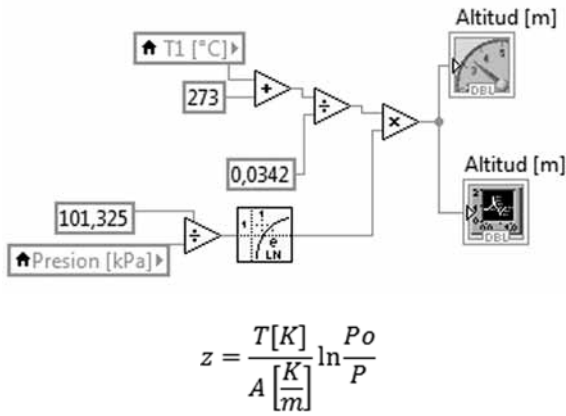 Altitud [m]
T1 [°C]
273
+
÷
×
DBL
0,0342
Altitud [m]
101,325
÷
e
LN
DBL
Presion [kPa]
z = T[K] / A [K/m] ln Po/P